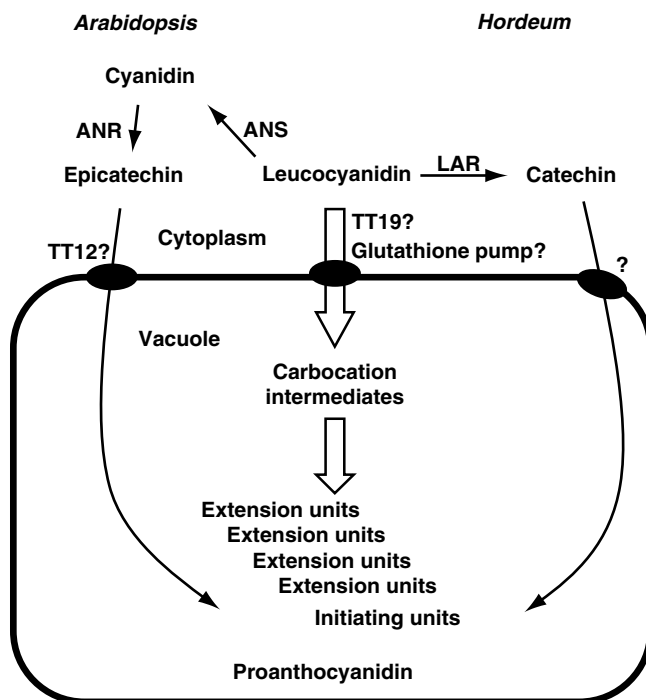 Arabidopsis
Hordeum
Cyanidin
ANR
ANS
Epicatechin
Leucocyanidin
LAR
Catechin
TT12?
Cytoplasm
TT19?
Glutathione pump?
?
Vacuole
Carbocation
intermediates
Extension units
Extension units
Extension units
Extension units
Initiating units
Proanthocyanidin